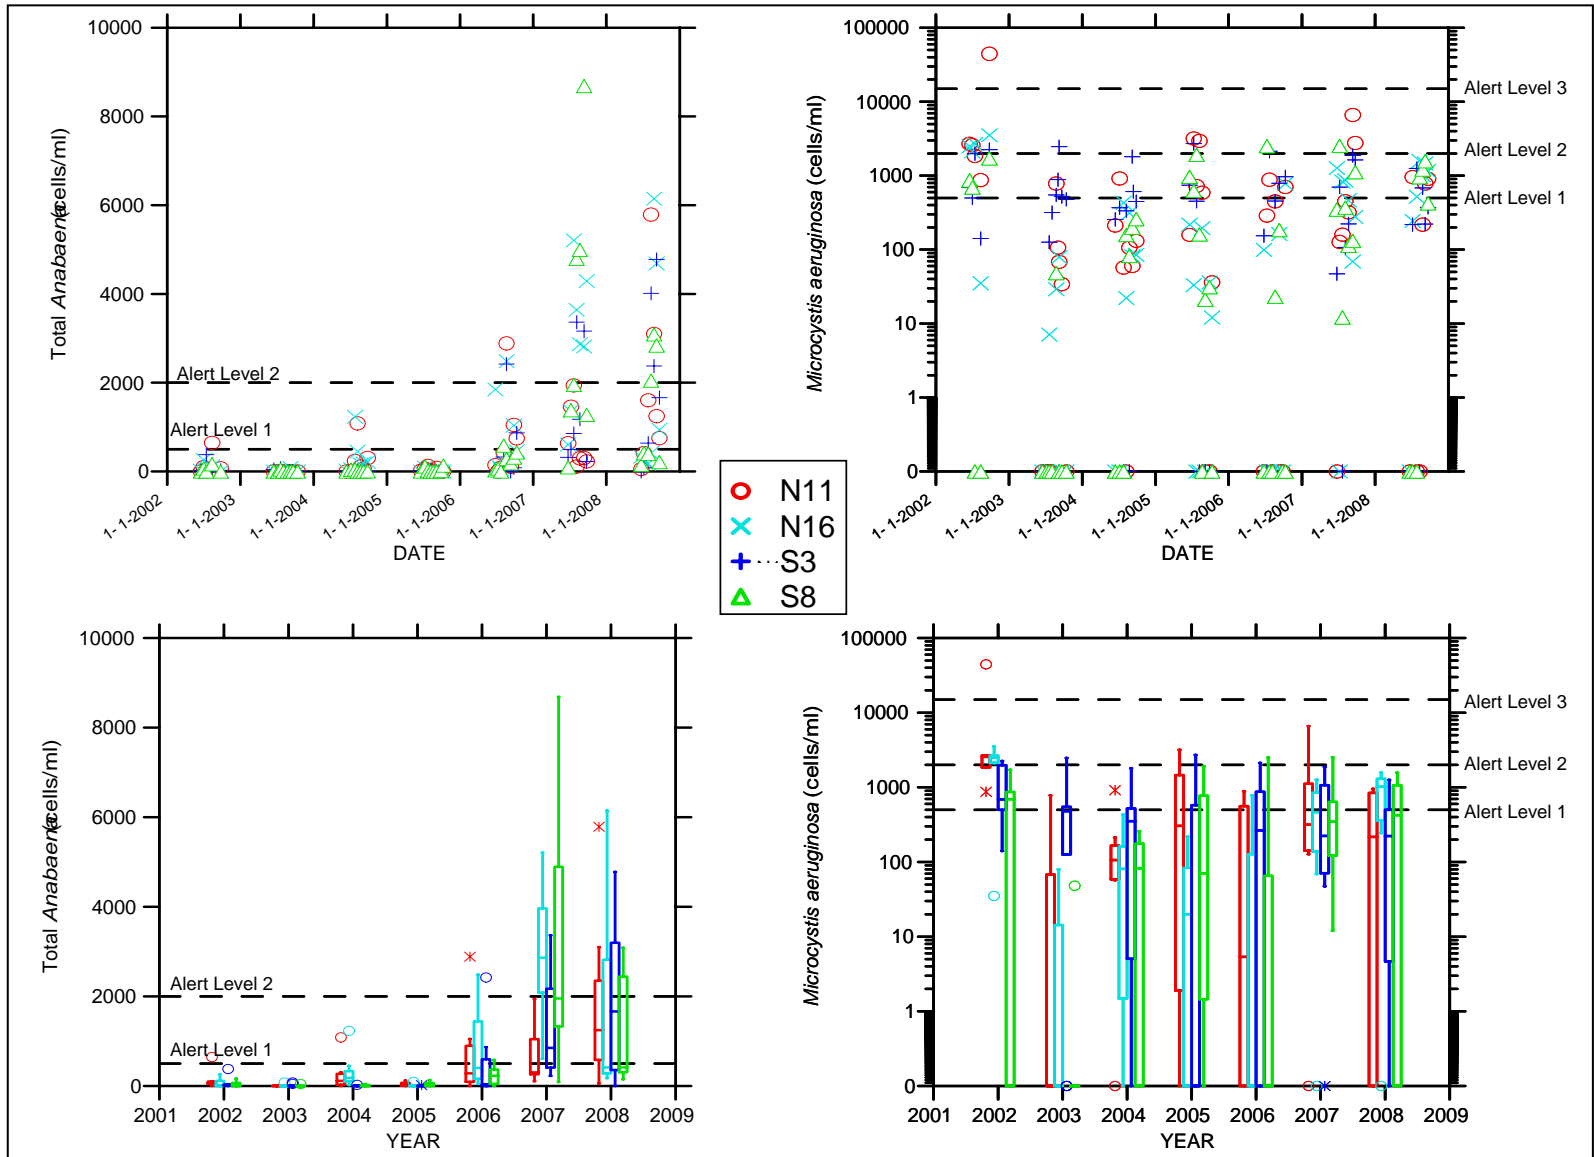 10000
8000
6000
4000
2000
0
Total Anabaena (cells/ml)
Alert Level 2
Alert Level 1
1-1-2002
1-1-2003
1-1-2004
1-1-2005
1-1-2006
1-1-2007
1-1-2008
DATE
100000
10000
1000
100
10
1
0
Microcystis aeruginosa (cells/ml)
Alert Level 3
Alert Level 2
Alert Level 1
1-1-2002
1-1-2003
1-1-2004
1-1-2005
1-1-2006
1-1-2007
1-1-2008
DATE
N11
N16
S3
S8
10000
8000
6000
4000
2000
0
Total Anabaena (cells/ml)
Alert Level 2
Alert Level 1
2001 2002 2003 2004 2005 2006 2007 2008 2009
YEAR
100000
10000
1000
100
10
1
0
Microcystis aeruginosa (cells/ml)
Alert Level 3
Alert Level 2
Alert Level 1
2001 2002 2003 2004 2005 2006 2007 2008 2009
YEAR